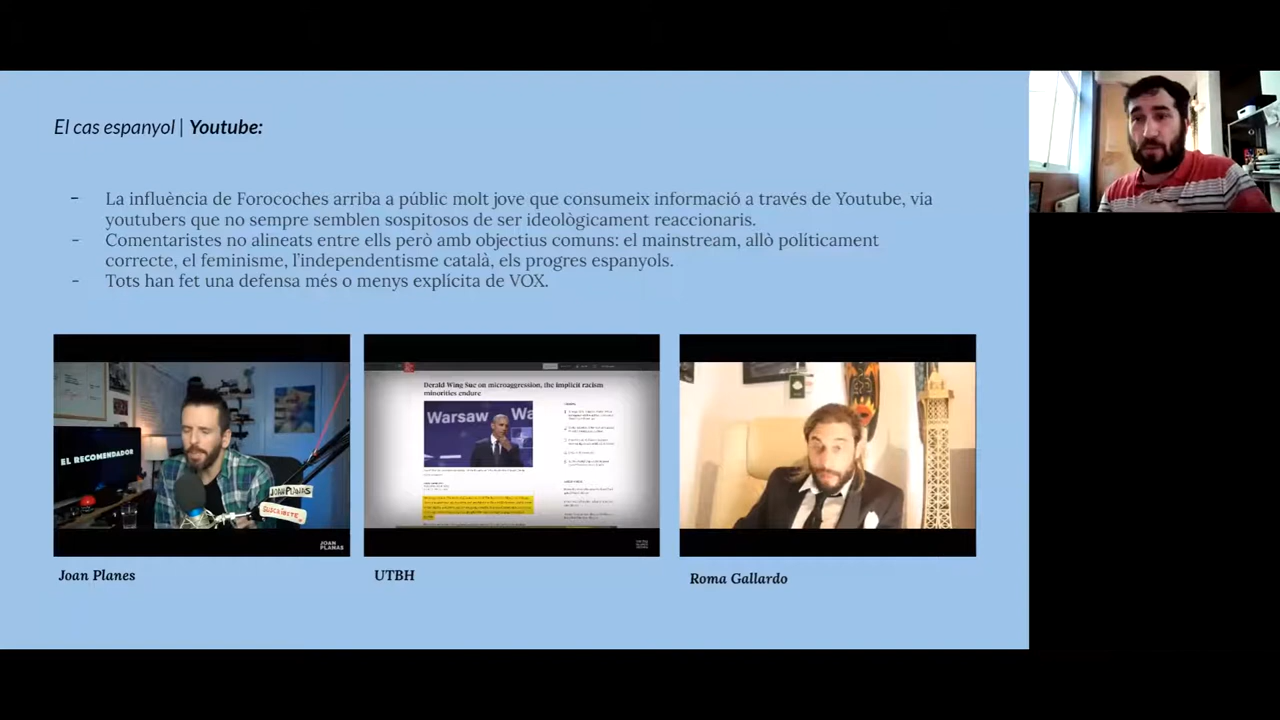 El cas espanyol | Youtube:
- La influència de Forocoches arriba a públic molt jove que consumeix informació a través de Youtube, via
youtubers que no sempre semblen sospitosos de ser ideològicament reaccionaris.
- Comentaristes no alineats entre ells però amb objectius comuns: el mainstream, allò políticament
correcte, el feminisme, l'independentisme català, els progres espanyols.
- Tots han fet una defensa més o menys explícita de VOX.
EL RECOMENDADOR
JOAN PLANAS
SUSCRÍBETE
JOAN
PLANAS
Derald Wing Sue on microaggression, the implicit racism
minorities endure
Warsaw Wa
Joan Planes
UTBH
Roma Gallardo